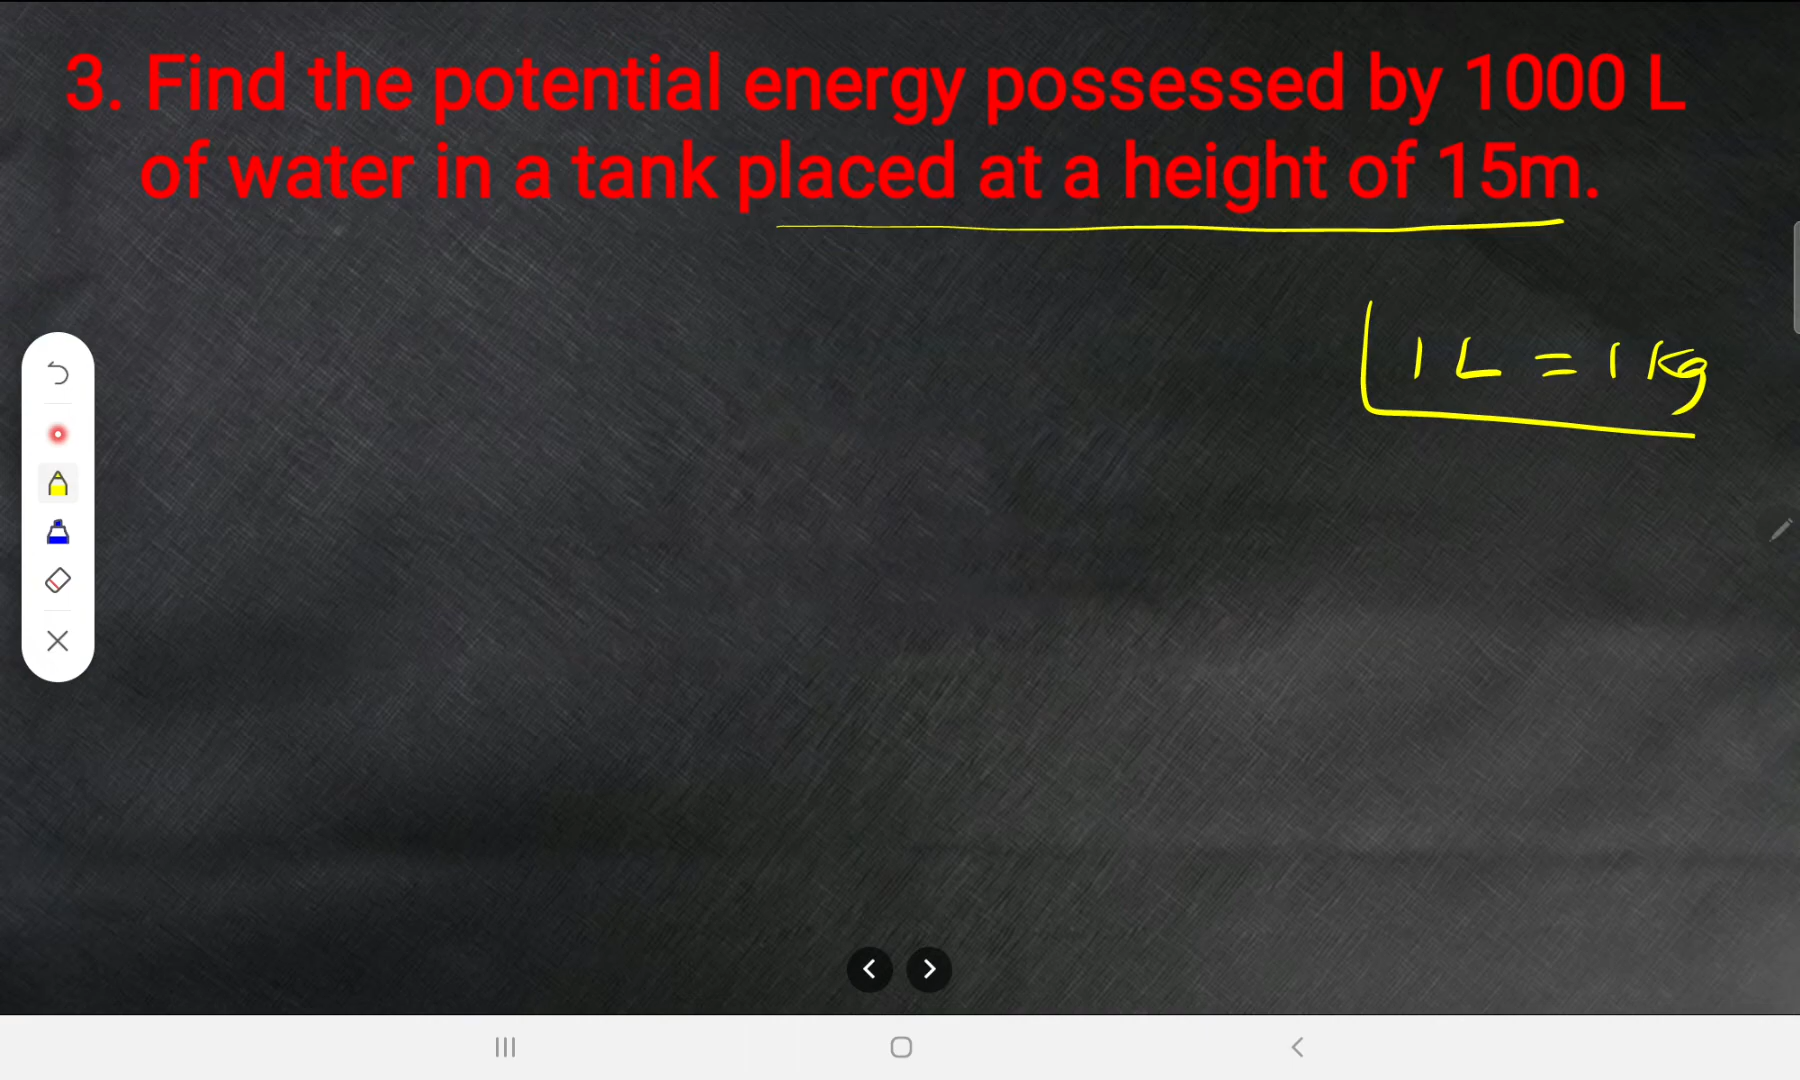 3. Find the potential energy possessed by 1000 L
of water in a tank placed at a height of 15m.
1 L = 1 Kg